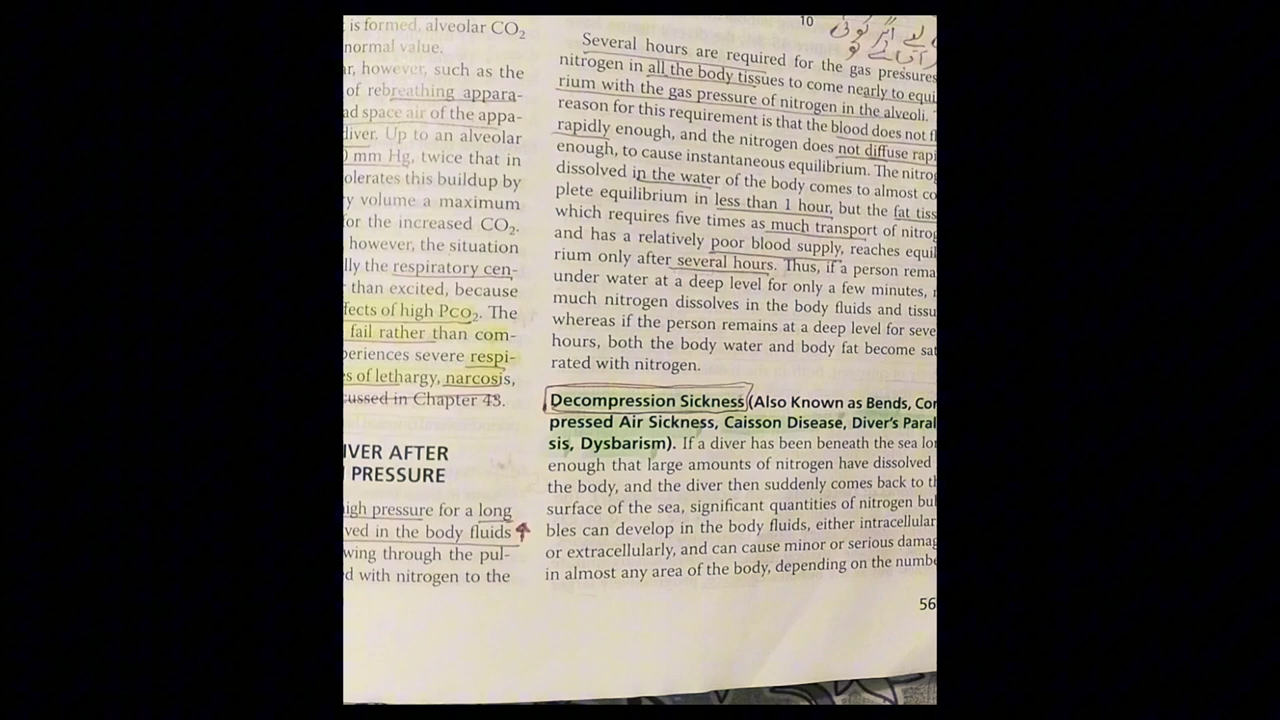 is formed, alveolar CO2
normal value.
, however, such as the
of rebreathing appara-
space air of the appa-
diver. Up to an alveolar
mm Hg, twice that in
olerates this buildup by
volume a maximum
for the increased CO2.
however, the situation
lly the respiratory cen-
than excited, because
fects of high PCO2. The
fail rather than com-
periences severe respi-
s of lethargy, narcosis,
cussed in Chapter 43.
IVER AFTER
PRESSURE
igh pressure for a long
ved in the body fluids
wing through the pul-
d with nitrogen to the
10
Several hours are required for the gas pressures
nitrogen in all the body tissues to come nearly to equi
rium with the gas pressure of nitrogen in the alveoli.
reason for this requirement is that the blood does not fl
rapidly enough, and the nitrogen does not diffuse rapi
enough, to cause instantaneous equilibrium. The nitrog
dissolved in the water of the body comes to almost co
plete equilibrium in less than 1 hour, but the fat tiss
which requires five times as much transport of nitrog
and has a relatively poor blood supply, reaches equil
rium only after several hours. Thus, if a person rema
under water at a deep level for only a few minutes,
much nitrogen dissolves in the body fluids and tissu
whereas if the person remains at a deep level for seve
hours, both the body water and body fat become sat
rated with nitrogen.
Decompression Sickness (Also Known as Bends, Com
pressed Air Sickness, Caisson Disease, Diver's Paral
sis, Dysbarism). If a diver has been beneath the sea lon
enough that large amounts of nitrogen have dissolved
the body, and the diver then suddenly comes back to th
surface of the sea, significant quantities of nitrogen bub
bles can develop in the body fluids, either intracellular
or extracellularly, and can cause minor or serious damag
in almost any area of the body, depending on the numbe
56